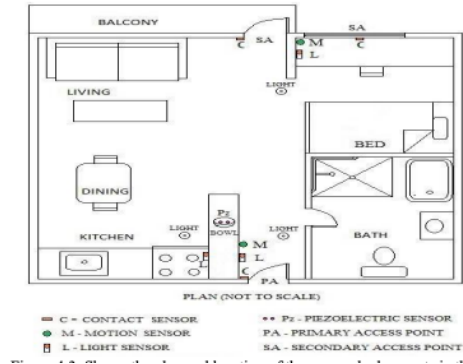 BALCONY
SA
SA
C
M
C
L
LIVING
LIGHT
BED
DINING
Pz
BOWL
LIGHT
LIGHT
M
BATH
KITCHEN
L
L
C
PA
PLAN (NOT TO SCALE)
C = CONTACT SENSOR
Pz - PIEZOELECTRIC SENSOR
M - MOTION SENSOR
PA - PRIMARY ACCESS POINT
L - LIGHT SENSOR
SA - SECONDARY ACCESS POINT